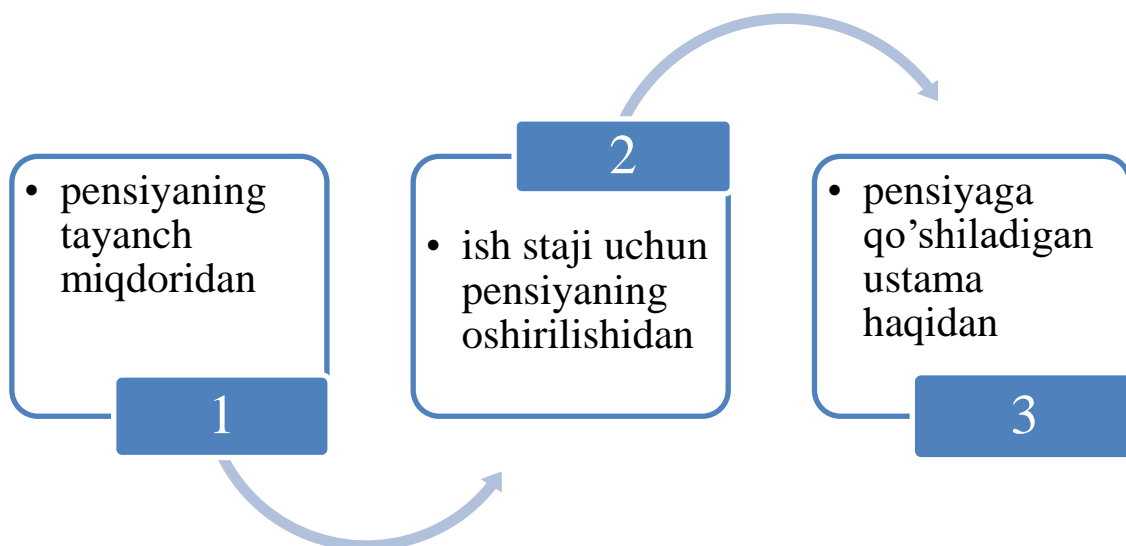 • pensiyaning
tayanch
miqdoridan
1
2
• ish staji uchun
pensiyaning
oshirilishidan
• pensiyaga
qo’shiladigan
ustama
haqidan
3